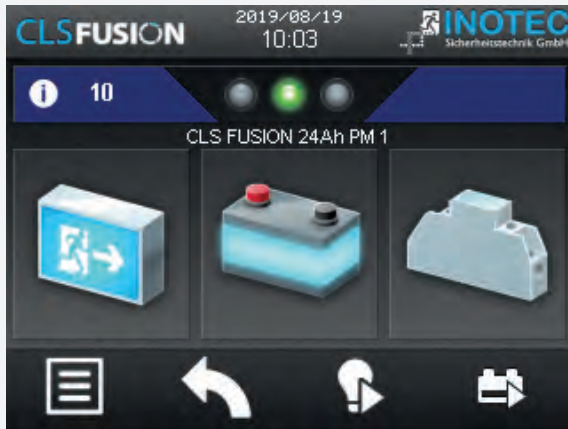 CLSFUSION
2019/08/19
10:03
INOTEC
Sicherheitstechnik GmbH
i 10
CLS FUSION 24Ah PM 1